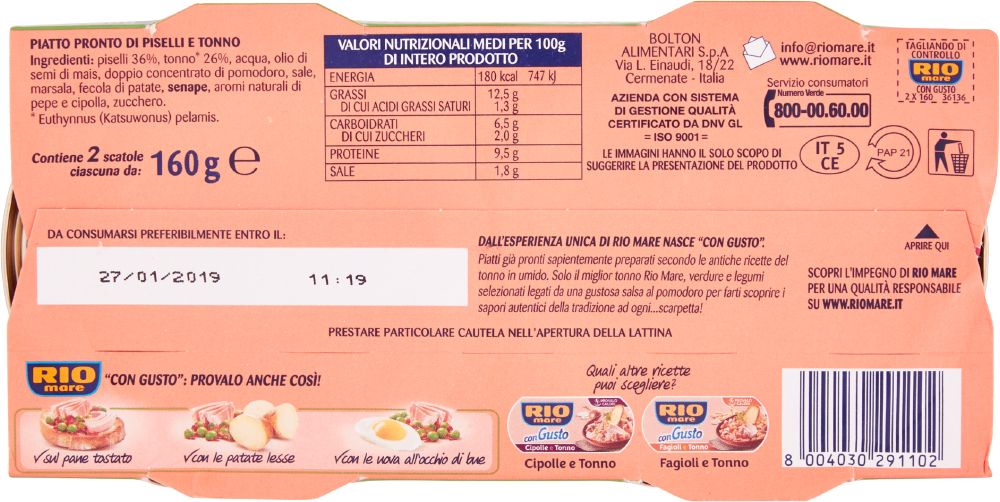 PIATTO PRONTO DI PISELLI E TONNO
Ingredienti: piselli 36%, tonno* 26%, acqua, olio di
semi di mais, doppio concentrato di pomodoro, sale,
marsala, fecola di patate, senape, aromi naturali di
pepe e cipolla, zucchero.
* Euthynnus (Katsuwonus) pelamis.
Contiene 2 scatole
ciascuna da: 160 g ℮
VALORI NUTRIZIONALI MEDI PER 100g
DI INTERO PRODOTTO
ENERGIA 180 kcal 747 kJ
GRASSI 12,5 g
DI CUI ACIDI GRASSI SATURI 1,3 g
CARBOIDRATI 6,5 g
DI CUI ZUCCHERI 2,0 g
PROTEINE 9,5 g
SALE 1,8 g
BOLTON
ALIMENTARI S.p.A
Via L. Einaudi, 18/22
Cermenate - Italia
AZIENDA CON SISTEMA
DI GESTIONE QUALITÀ
CERTIFICATO DA DNV GL
= ISO 9001 =
LE IMMAGINI HANNO IL SOLO SCOPO DI
SUGGERIRE LA PRESENTAZIONE DEL PRODOTTO
info@riomare.it
www.riomare.it
Servizio consumatori
Numero Verde
800-00.60.00
IT 5
CE
PAP 21
TAGLIANDO DI
CONTROLLO
RIO
mare
CON GUSTO
2 X 160 36136
DA CONSUMARSI PREFERIBILMENTE ENTRO IL:
27/01/2019 11:19
DALL'ESPERIENZA UNICA DI RIO MARE NASCE "CON GUSTO".
Piatti già pronti sapientemente preparati secondo le antiche ricette del
tonno in umido. Solo il miglior tonno Rio Mare, verdure e legumi
selezionati legati da una gustosa salsa al pomodoro per farti scoprire i
sapori autentici della tradizione ad ogni...scarpetta!
APRIRE QUI
SCOPRI L'IMPEGNO DI RIO MARE
PER UNA QUALITÀ RESPONSABILE
SU WWW.RIOMARE.IT
PRESTARE PARTICOLARE CAUTELA NELL'APERTURA DELLA LATTINA
RIO
mare
"CON GUSTO": PROVALO ANCHE COSÌ!
√sul pane tostato
√con le patate lesse
√con le uova all'occhio di bue
Quali altre ricette
puoi scegliere?
RIO
mare
con Gusto
Cipolle e Tonno
Cipolle e Tonno
RIO
mare
con Gusto
Fagioli e Tonno
Fagioli e Tonno
8 004030 291102